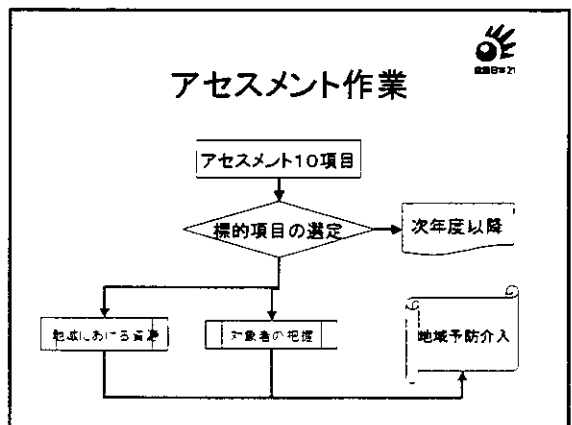 アセスメント作業
アセスメント10項目
標的項目の選定
次年度以降
地域における資源
対象者の把握
地域予防介入